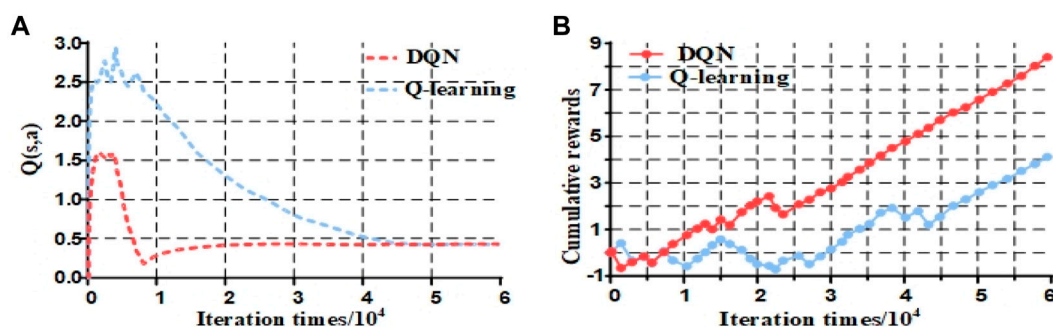 A
3.0
2.5
2.0
1.5
1.0
0.5
0.0
Q(s,a)
DQN
Q-learning
0 1 2 3 4 5 6
Iteration times/10⁴
B
9
7
5
3
1
-1
Cumulative rewards
DQN
Q-learning
0 1 2 3 4 5 6
Iteration times/10⁴